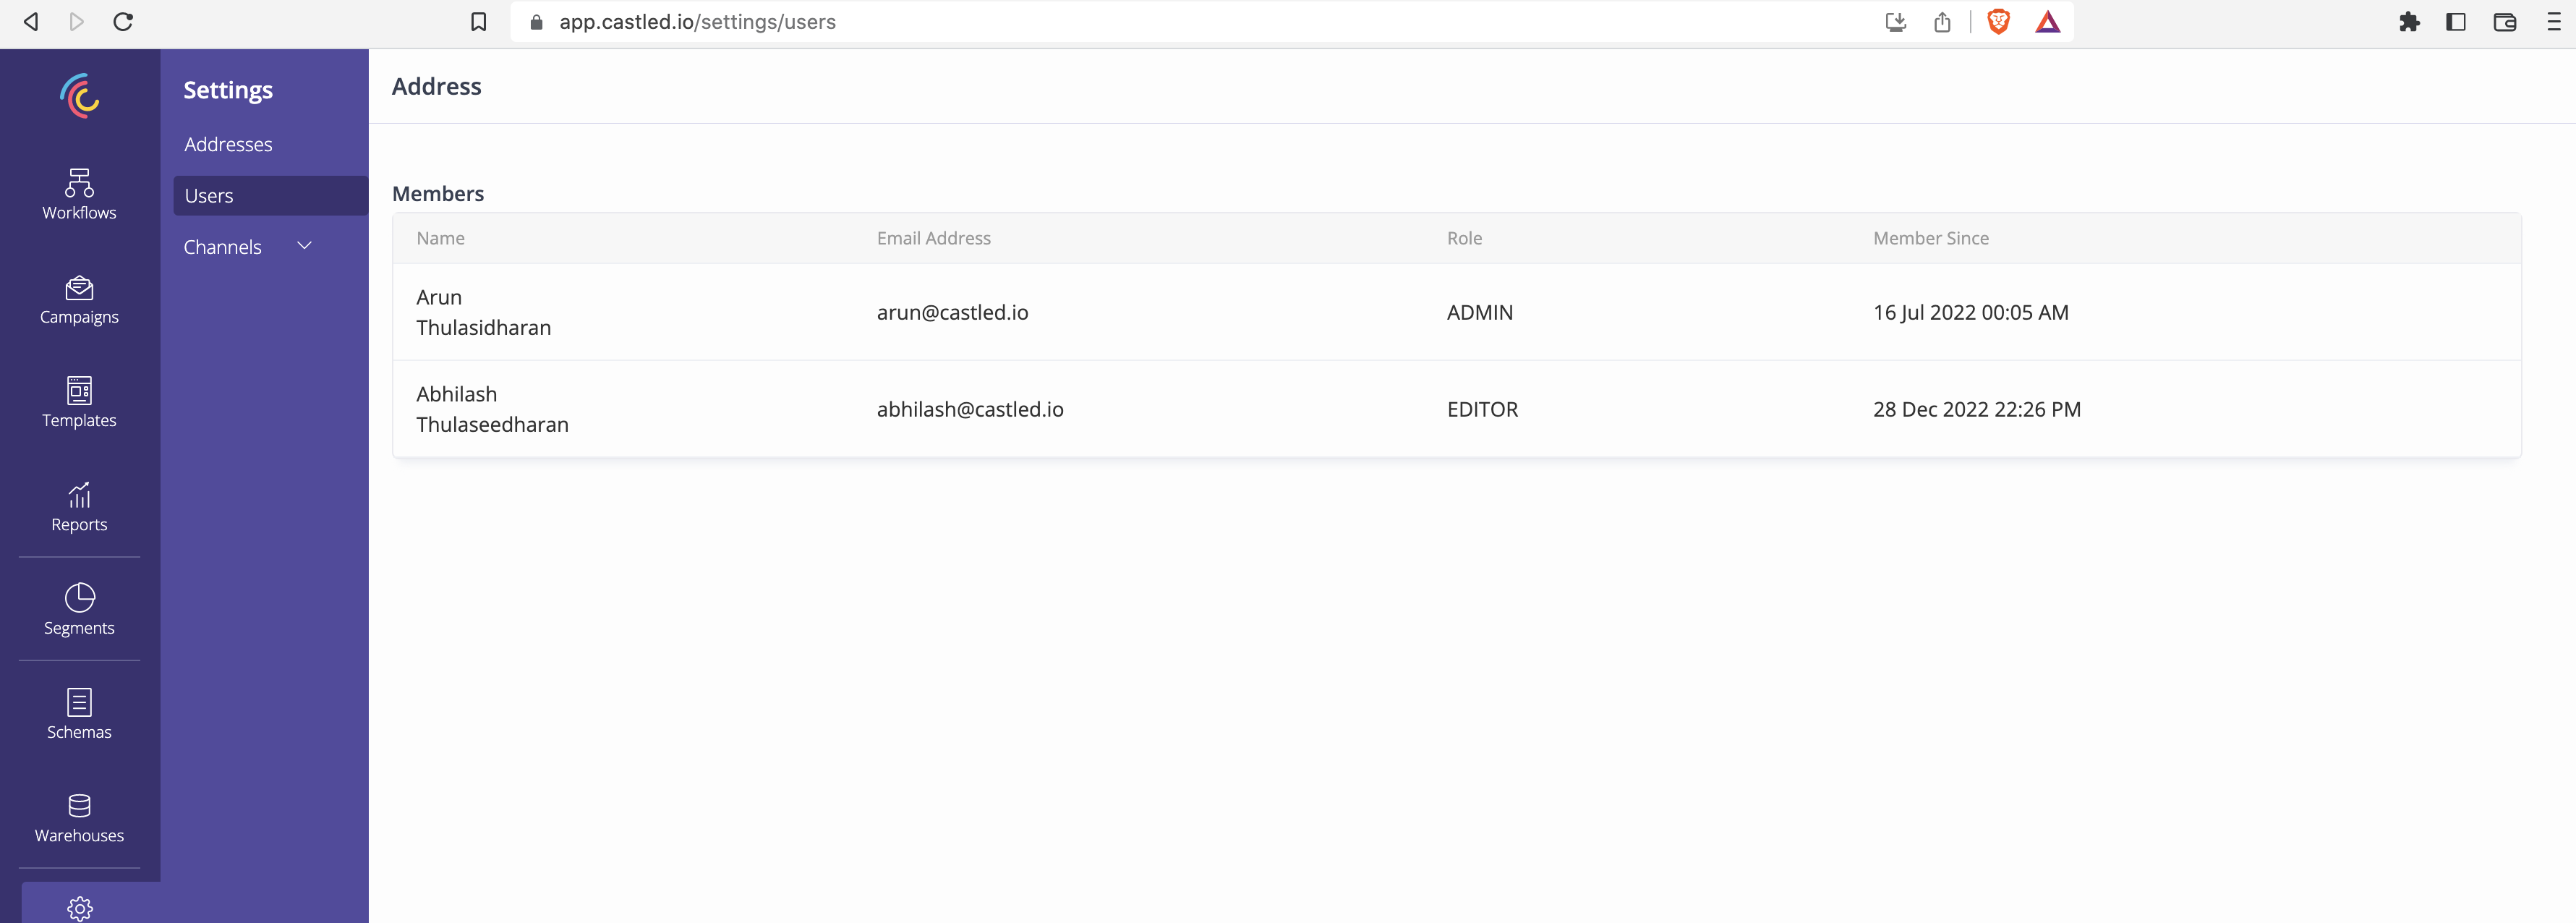 app.castled.io/settings/users
Settings
Addresses
Users
Channels
Workflows
Campaigns
Templates
Reports
Segments
Schemas
Warehouses
Address
Members
Name Email Address Role Member Since
Arun
Thulasidharan
arun@castled.io ADMIN 16 Jul 2022 00:05 AM
Abhilash
Thulaseedharan
abhilash@castled.io EDITOR 28 Dec 2022 22:26 PM